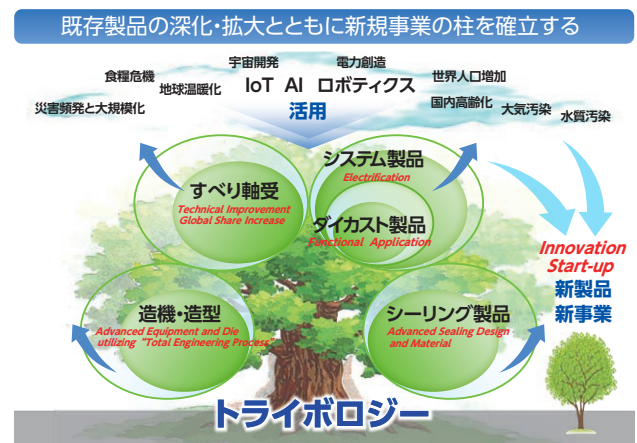 既存製品の深化・拡大とともに新規事業の柱を確立する
宇宙開発
電力創造
食糧危機
地球温暖化
IoT AI ロボティクス
世界人口増加
災害頻発と大規模化
活用
国内高齢化
大気汚染
水質汚染
システム製品
Electrification
すべり軸受
Technical Improvement
Global Share Increase
ダイカスト製品
Functional Application
Innovation
Start-up
新製品
新事業
造機・造型
Advanced Equipment and Die
utilizing "Total Engineering Process"
シーリング製品
Advanced Sealing Design
and Material
トライボロジー